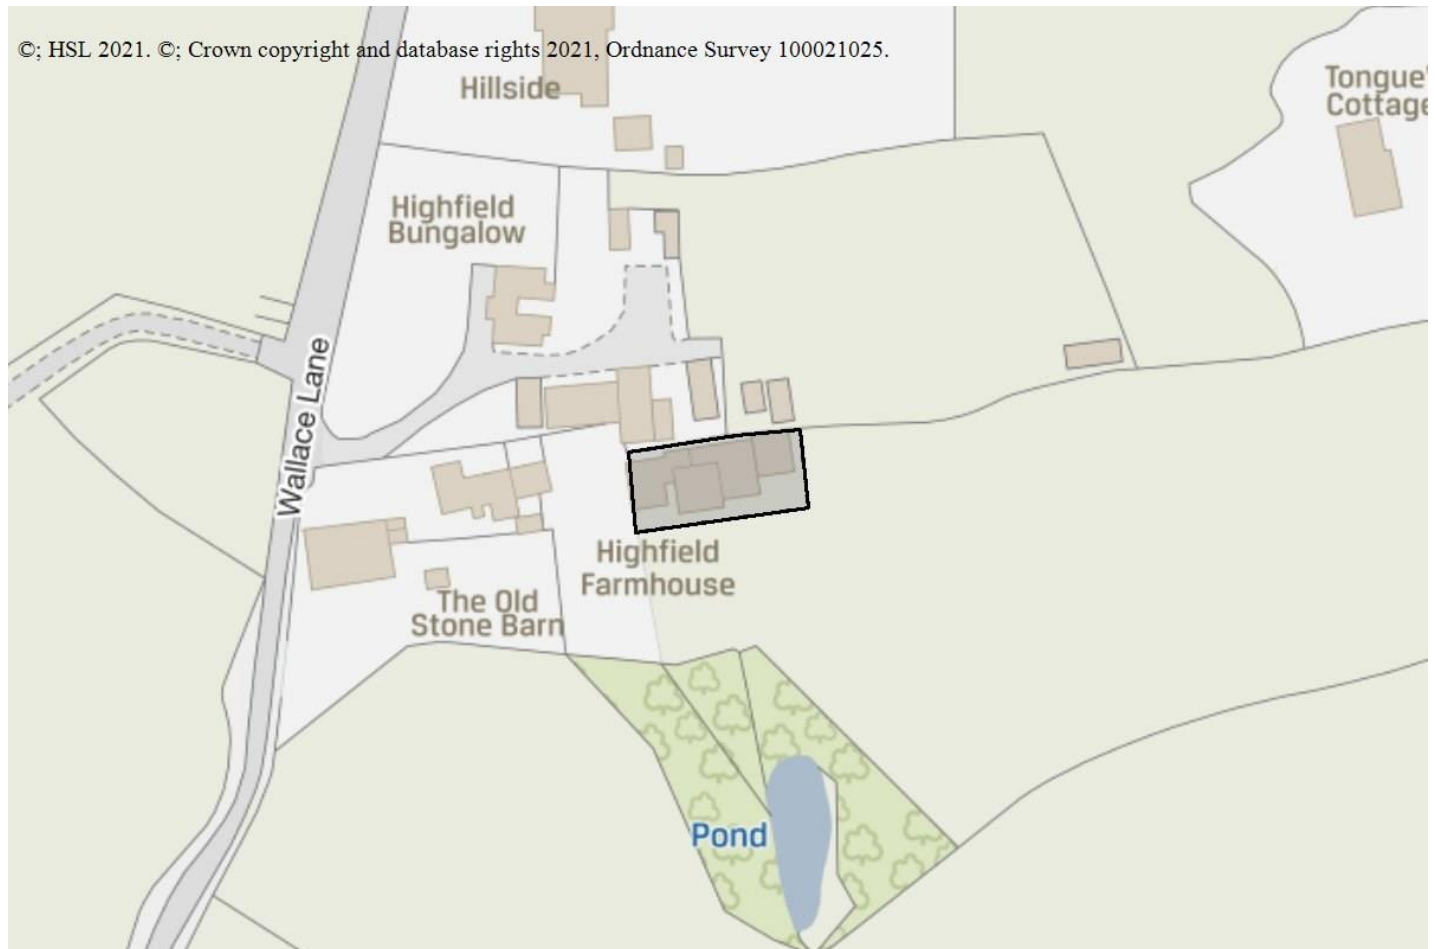 ©; HSL 2021. ©; Crown copyright and database rights 2021, Ordnance Survey 100021025.
Hillside
Tongue'
Cottage
Highfield
Bungalow
Wallace Lane
Highfield
Farmhouse
The Old
Stone Barn
Pond